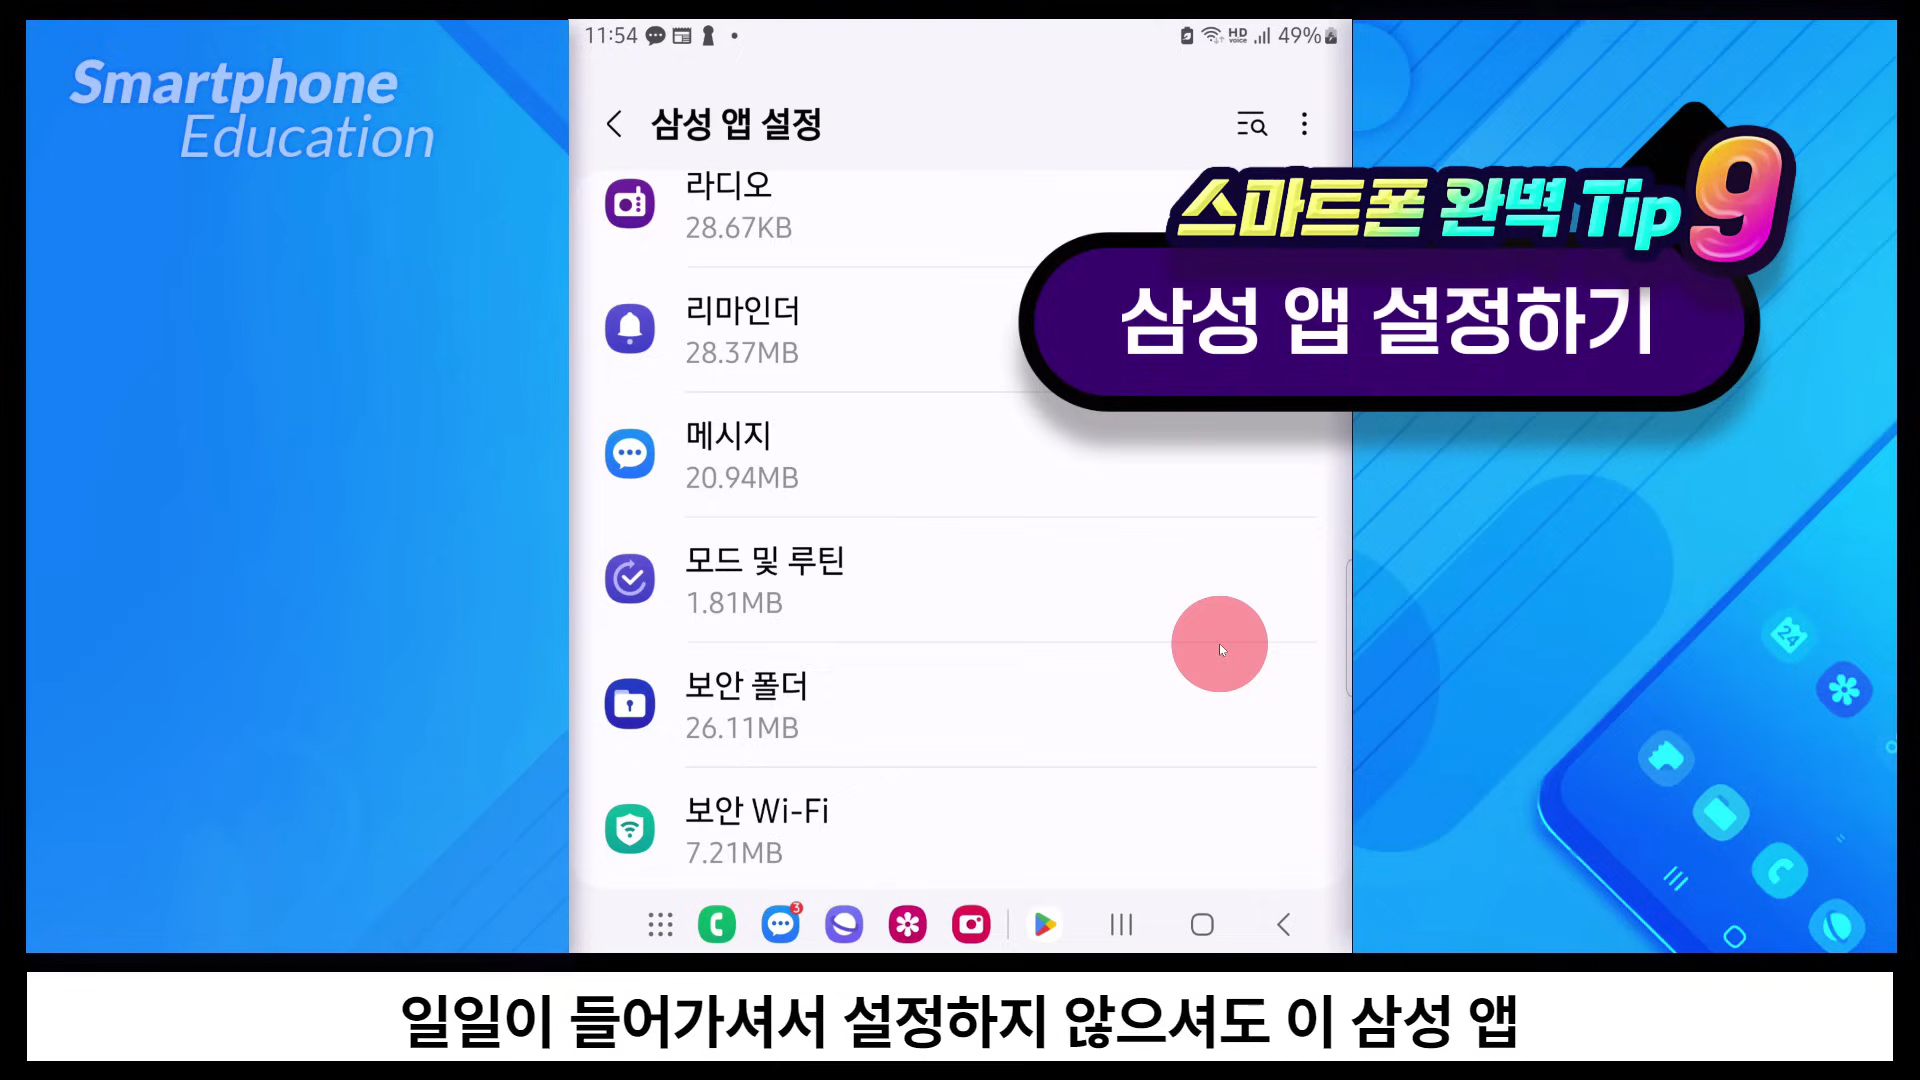 Smartphone
Education
11:54
HD
voice
49%
삼성 앱 설정
라디오
28.67KB
리마인더
28.37MB
메시지
20.94MB
모드 및 루틴
1.81MB
보안 폴더
26.11MB
보안 Wi-Fi
7.21MB
3
스마트폰 완벽 Tip 9
삼성 앱 설정하기
24
일일이 들어가셔서 설정하지 않으셔도 이 삼성 앱